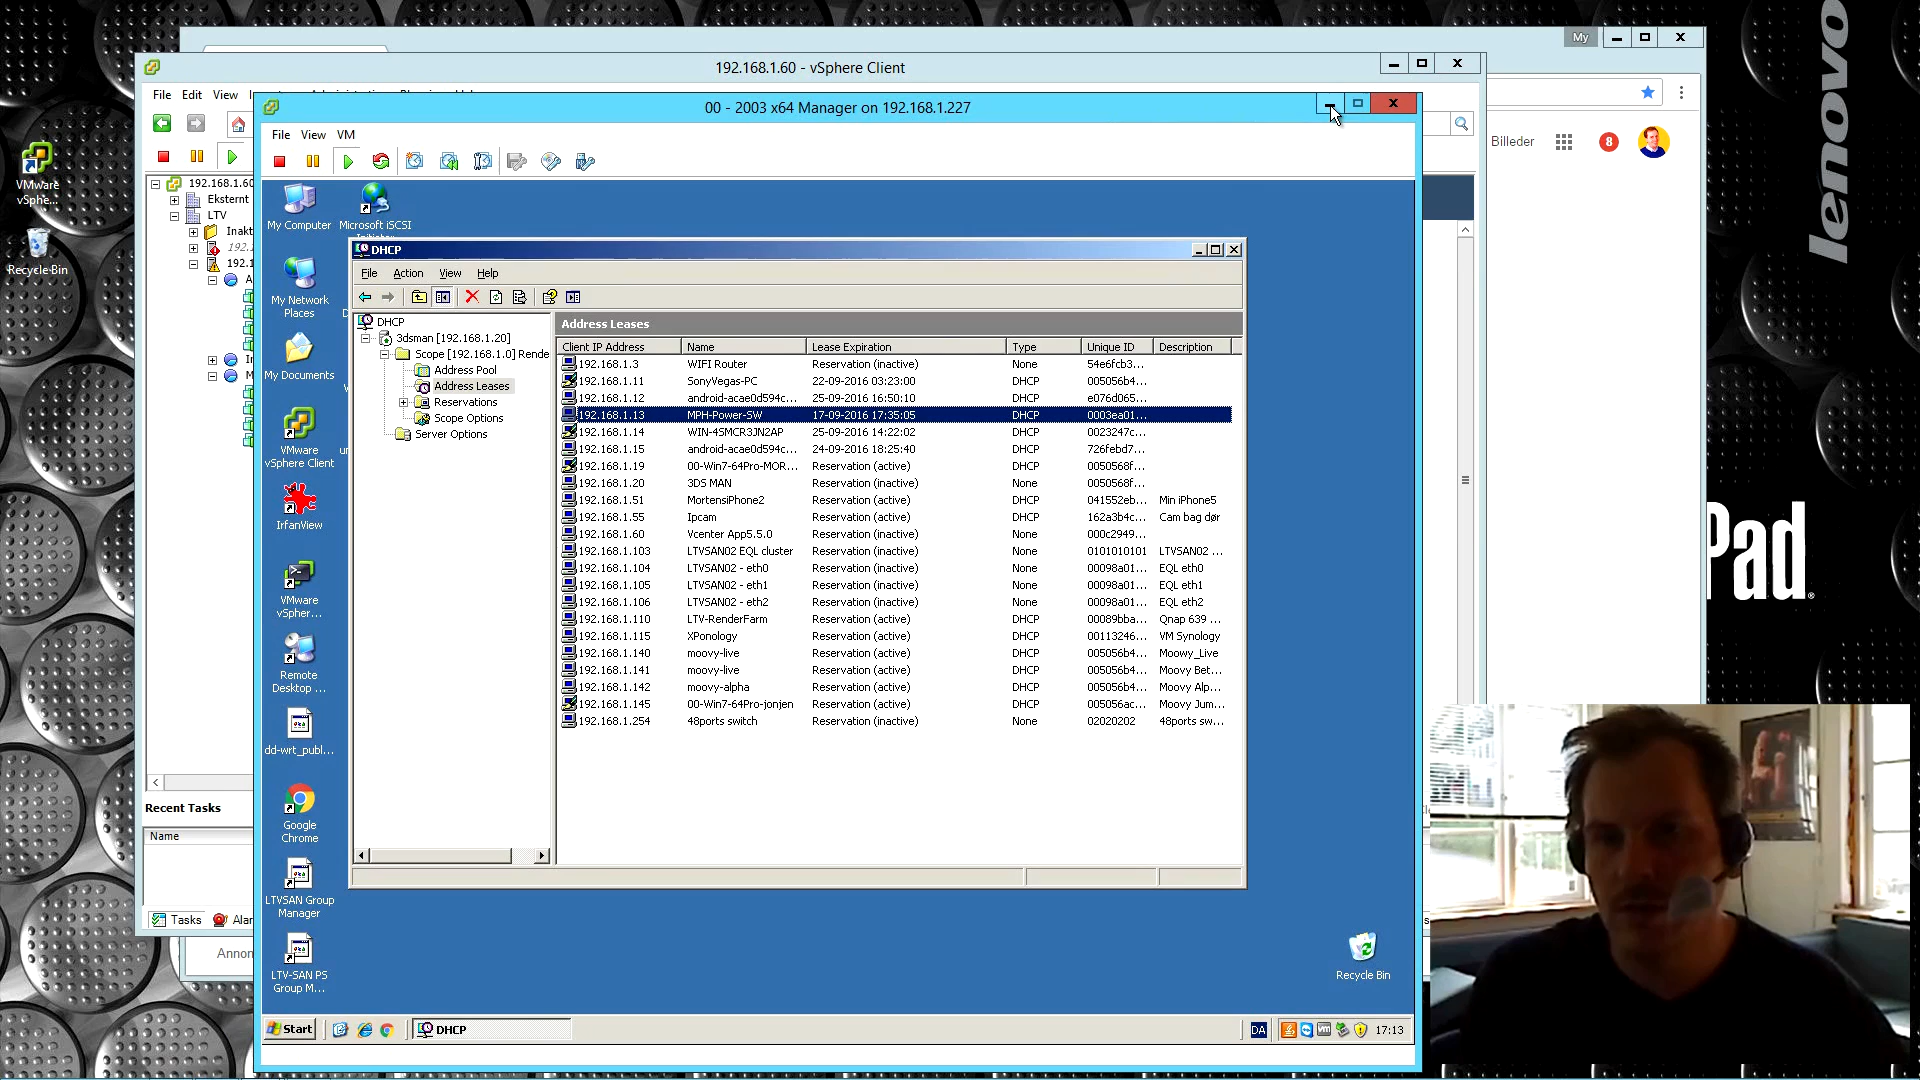 My
192.168.1.60 - vSphere Client
File Edit View
00 - 2003 x64 Manager on 192.168.1.227
File View VM
Billeder
8
lenovo
Pad
VMware
vSphe...
Recycle Bin
192.168.1.60
Eksternt
LTV
Inakt
192.1
192.1
Recent Tasks
Name
Tasks
Alar
Annon
My Computer
Microsoft iSCSI
Initiator
My Network
Places
My Documents
VMware
vSphere Client
IrfanView
VMware
vSpher...
Remote
Desktop ...
dd-wrt_publ...
Google
Chrome
LTVSAN Group
Manager
LTV-SAN PS
Group M...
Recycle Bin
DHCP
File Action View Help
DHCP
3dsman [192.168.1.20]
Scope [192.168.1.0] Rende
Address Pool
Address Leases
Reservations
Scope Options
Server Options
Address Leases
Client IP Address Name Lease Expiration Type Unique ID Description
192.168.1.3 WIFI Router Reservation (inactive) None 54e6fcb3...
192.168.1.11 SonyVegas-PC 22-09-2016 03:23:00 DHCP 005056b4...
192.168.1.12 android-acae0d594c... 25-09-2016 16:50:10 DHCP e076d065...
192.168.1.13 MPH-Power-SW 17-09-2016 17:35:05 DHCP 0003ea01...
192.168.1.14 WIN-4SMCR3JN2AP 25-09-2016 14:22:02 DHCP 0023247c...
192.168.1.15 android-acae0d594c... 24-09-2016 18:25:40 DHCP 726febd7...
192.168.1.19 00-Win7-64Pro-MOR... Reservation (active) DHCP 0050568f...
192.168.1.20 3DS MAN Reservation (inactive) None 0050568f...
192.168.1.51 MortensiPhone2 Reservation (active) DHCP 041552eb... Min iPhone5
192.168.1.55 Ipcam Reservation (active) DHCP 162a3b4c... Cam bag dør
192.168.1.60 Vcenter App5.5.0 Reservation (inactive) None 000c2949...
192.168.1.103 LTVSAN02 EQL cluster Reservation (inactive) None 0101010101 LTVSAN02 ...
192.168.1.104 LTVSAN02 - eth0 Reservation (inactive) None 00098a01... EQL eth0
192.168.1.105 LTVSAN02 - eth1 Reservation (inactive) None 00098a01... EQL eth1
192.168.1.106 LTVSAN02 - eth2 Reservation (inactive) None 00098a01... EQL eth2
192.168.1.110 LTV-RenderFarm Reservation (active) DHCP 00089bba... Qnap 639 ...
192.168.1.115 XPonology Reservation (active) DHCP 00113246... VM Synology
192.168.1.140 moovy-live Reservation (active) DHCP 005056b4... Moowy_Live
192.168.1.141 moovy-live Reservation (active) DHCP 005056b4... Moovy Bet...
192.168.1.142 moovy-alpha Reservation (active) DHCP 005056b4... Moovy Alp...
192.168.1.145 00-Win7-64Pro-jonjen Reservation (active) DHCP 005056ac... Moovy Jum...
192.168.1.254 48ports switch Reservation (inactive) None 02020202 48ports sw...
Start
DHCP
DA
17:13